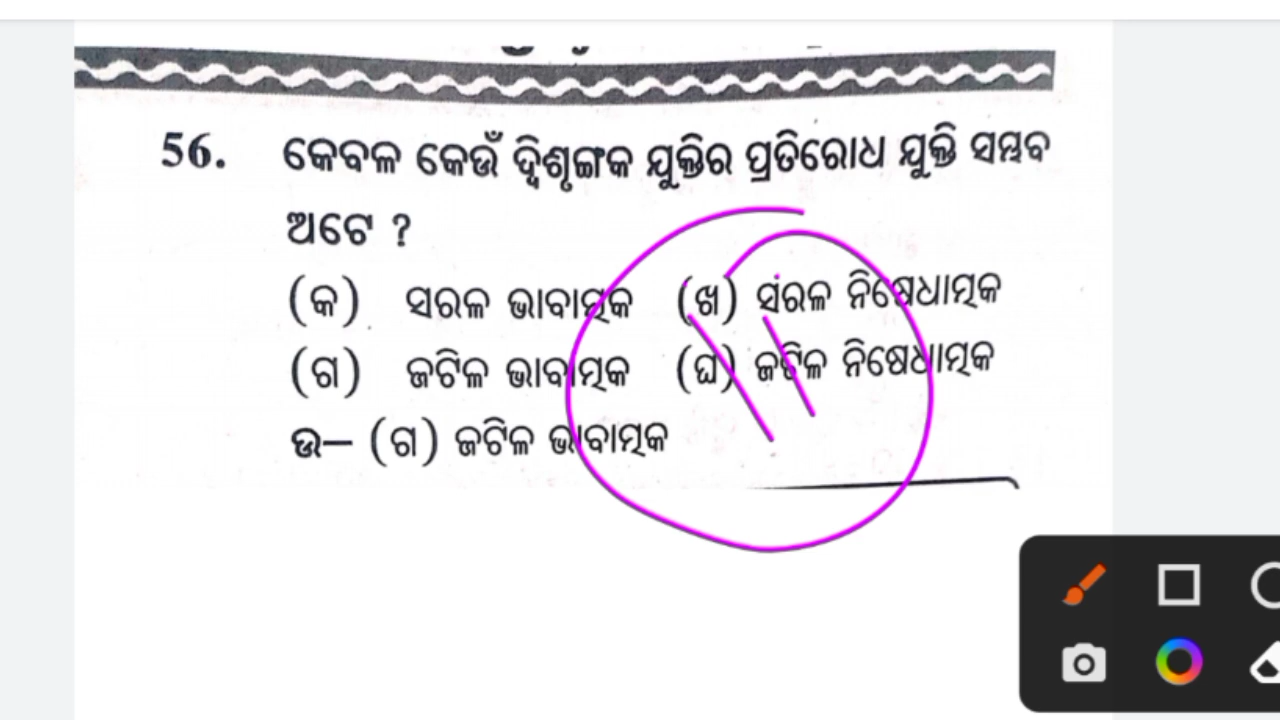 56. କେବଳ କେଉଁ ଦ୍ୱିଶୃଙ୍ଗକ ଯୁକ୍ତିର ପ୍ରତିରୋଧ ଯୁକ୍ତି ସମ୍ଭବ
ଅଟେ ?
(କ) ସରଳ ଭାବାତ୍ମକ (ଖ) ସରଳ ନିଷେଧାତ୍ମକ
(ଗ) ଜଟିଳ ଭାବାତ୍ମକ (ଘ) ଜଟିଳ ନିଷେଧାତ୍ମକ
ଉ– (ଗ) ଜଟିଳ ଭାବାତ୍ମକ